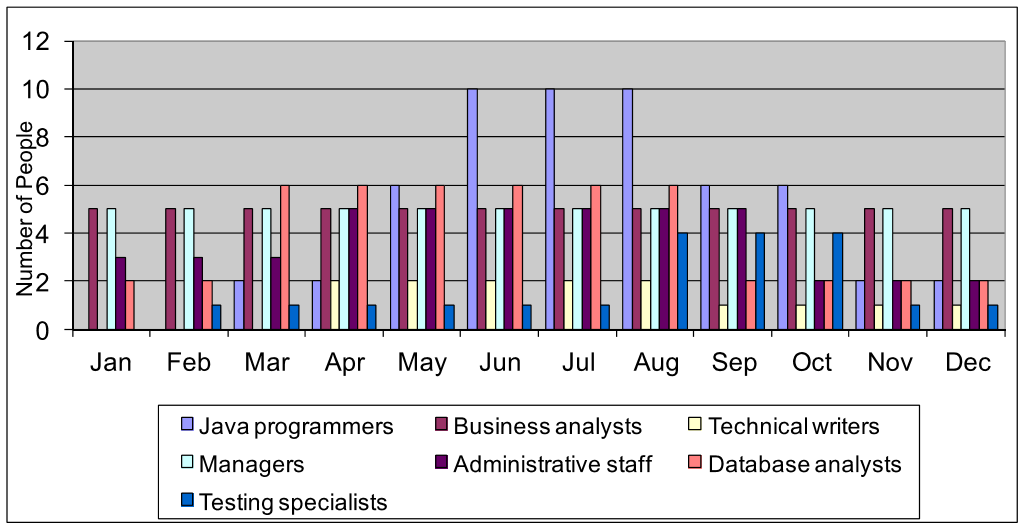 12
10
8
6
4
2
0
Number of People
Jan Feb Mar Apr May Jun Jul Aug Sep Oct Nov Dec
Java programmers Business analysts Technical writers
Managers Administrative staff Database analysts
Testing specialists